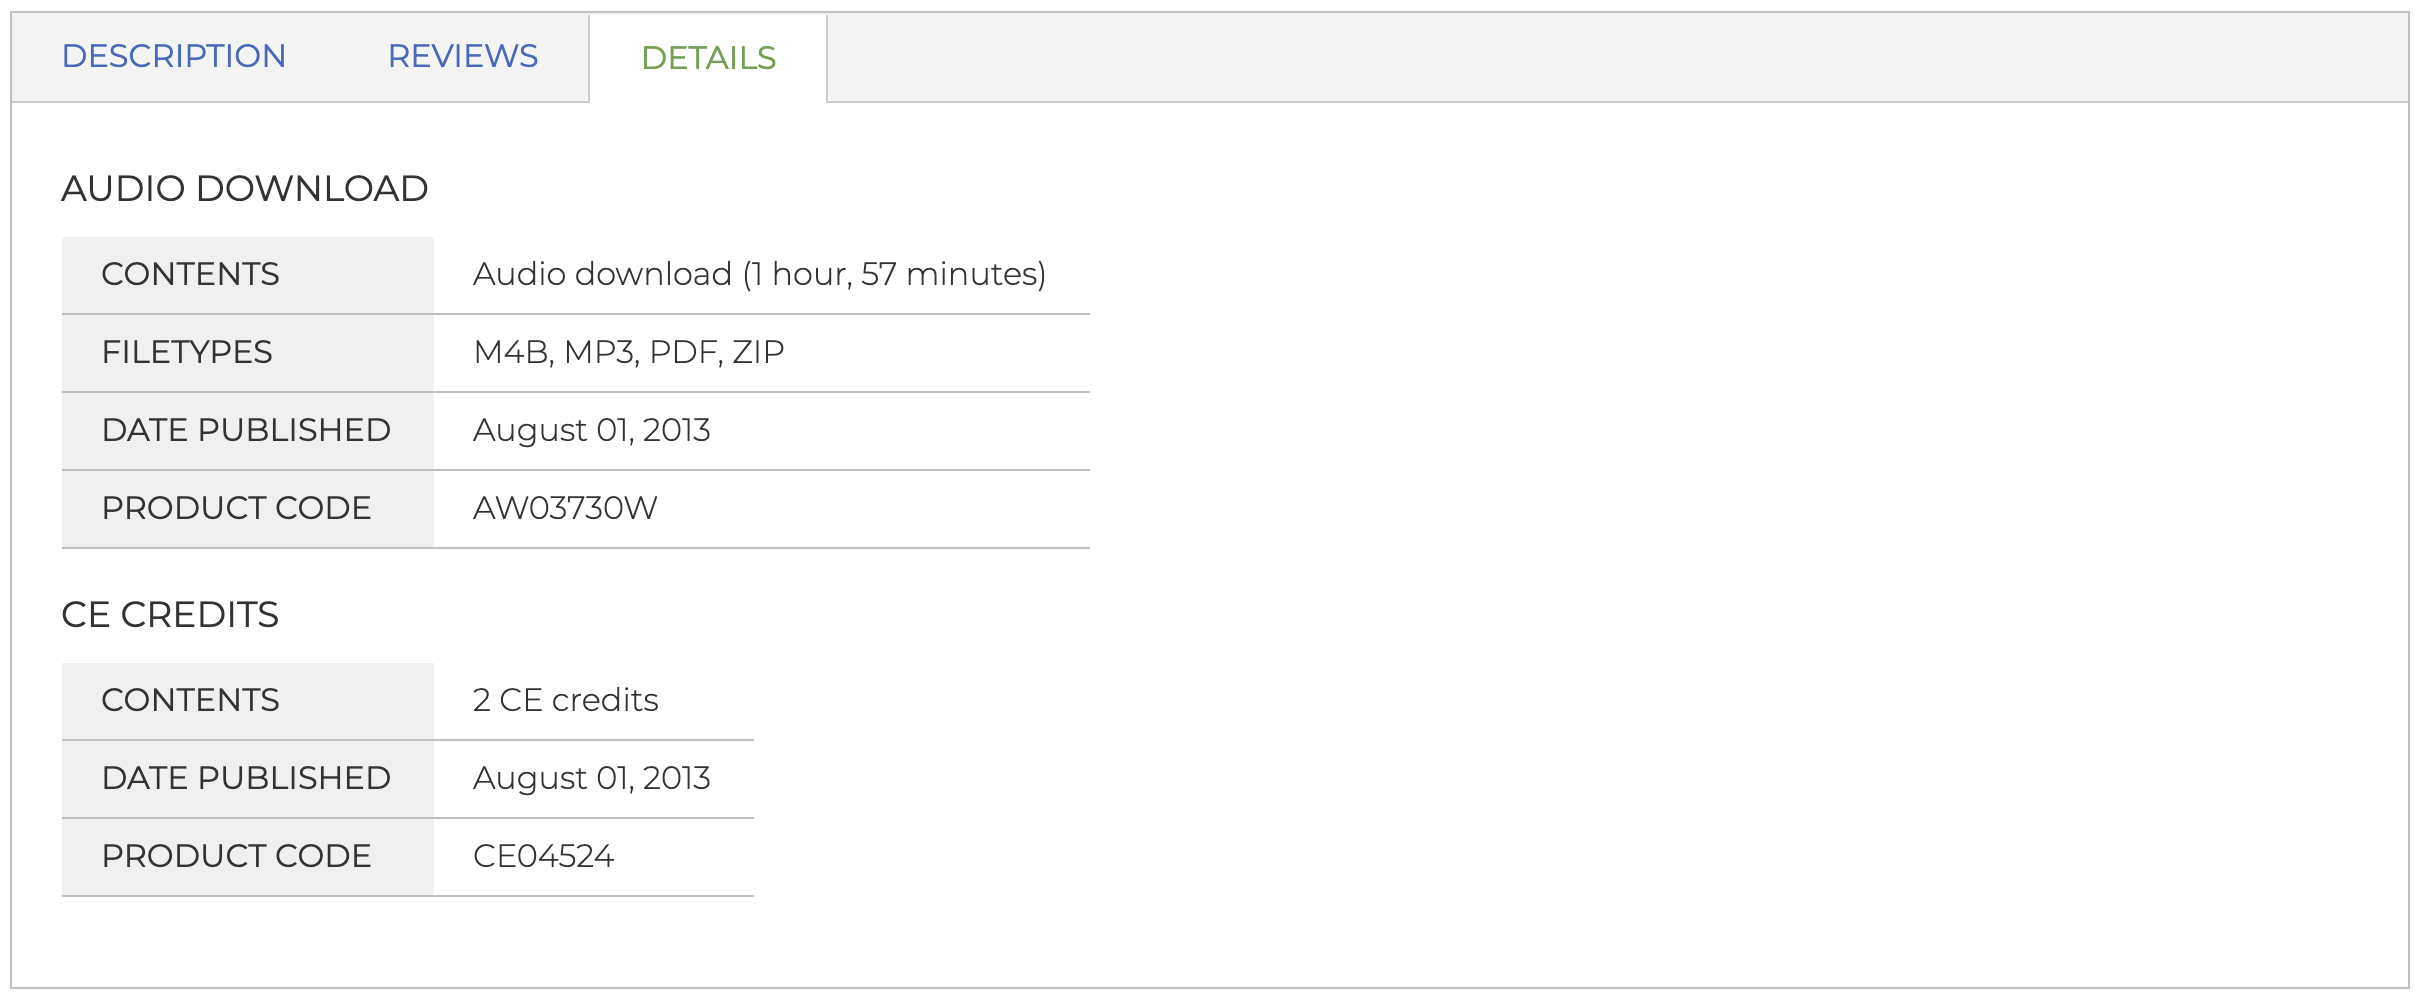 DESCRIPTION REVIEWS DETAILS
AUDIO DOWNLOAD
CONTENTS Audio download (1 hour, 57 minutes)
FILETYPES M4B, MP3, PDF, ZIP
DATE PUBLISHED August 01, 2013
PRODUCT CODE AW03730W
CE CREDITS
CONTENTS 2 CE credits
DATE PUBLISHED August 01, 2013
PRODUCT CODE CE04524